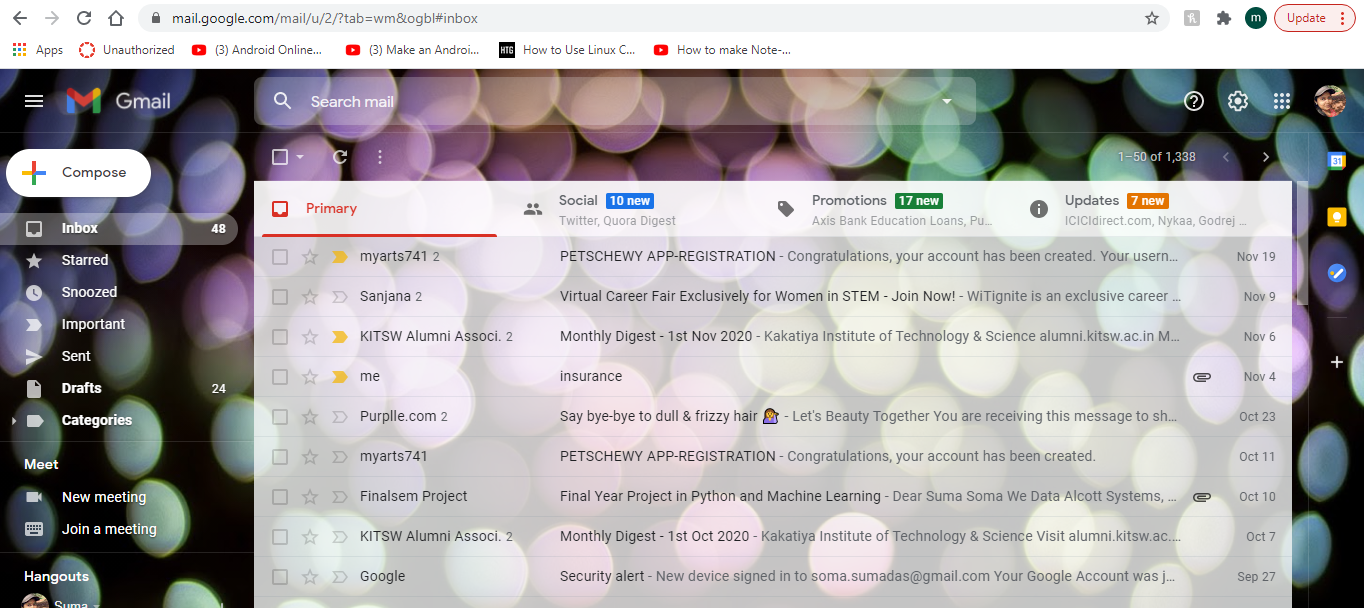 mail.google.com/mail/u/2/?tab=wm&ogbl#inbox
m
Update
Apps
Unauthorized
(3) Android Online...
(3) Make an Androi...
HTG
How to Use Linux C...
How to make Note-...
Gmail
Search mail
Compose
1–50 of 1,338
31
Inbox 48
Starred
Snoozed
Important
Sent
Drafts 24
Categories
Meet
New meeting
Join a meeting
Hangouts
Suma
Primary
Social 10 new
Twitter, Quora Digest
Promotions 17 new
Axis Bank Education Loans, Pu...
Updates 7 new
ICICIdirect.com, Nykaa, Godrej ...
myarts741 2 PETSCHEWY APP-REGISTRATION - Congratulations, your account has been created. Your usern... Nov 19
Sanjana 2 Virtual Career Fair Exclusively for Women in STEM - Join Now! - WiTignite is an exclusive career ... Nov 9
KITSW Alumni Associ. 2 Monthly Digest - 1st Nov 2020 - Kakatiya Institute of Technology & Science alumni.kitsw.ac.in M... Nov 6
me insurance Nov 4
Purplle.com 2 Say bye-bye to dull & frizzy hair 💆‍♀️ - Let's Beauty Together You are receiving this message to sh... Oct 23
myarts741 PETSCHEWY APP-REGISTRATION - Congratulations, your account has been created. Oct 11
Finalsem Project Final Year Project in Python and Machine Learning - Dear Suma Soma We Data Alcott Systems, ... Oct 10
KITSW Alumni Associ. 2 Monthly Digest - 1st Oct 2020 - Kakatiya Institute of Technology & Science Visit alumni.kitsw.ac.... Oct 7
Google Security alert - New device signed in to soma.sumadas@gmail.com Your Google Account was j... Sep 27